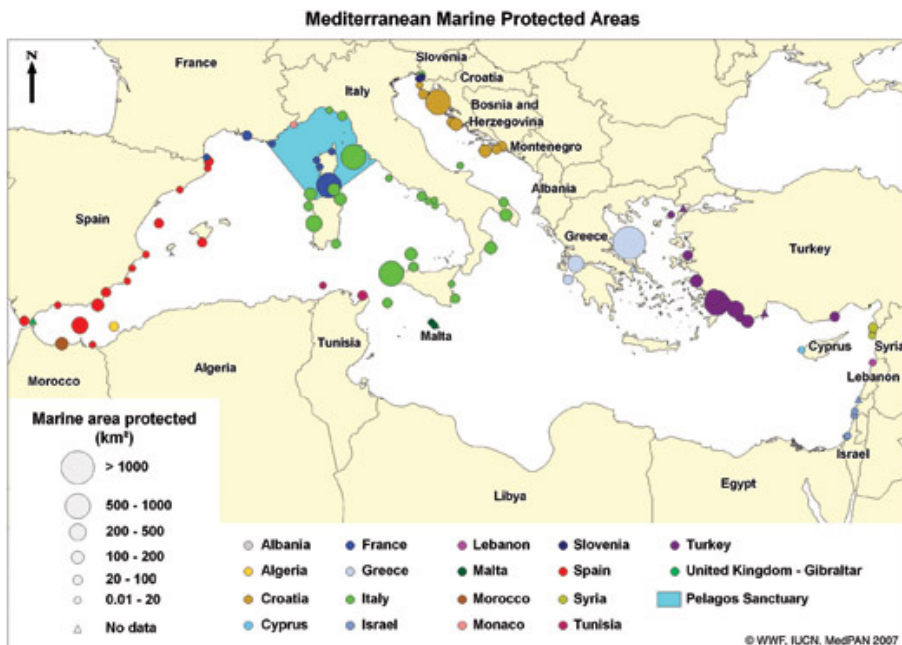 Mediterranean Marine Protected Areas
N
France
Slovenia
Croatia
Italy
Bosnia and
Herzegovina
Montenegro
Albania
Spain
Greece
Turkey
Malta
Cyprus
Syria
Lebanon
Tunisia
Algeria
Morocco
Israel
Libya
Egypt
Marine area protected
(km²)
> 1000
500 - 1000
200 - 500
100 - 200
20 - 100
0.01 - 20
No data
Albania
France
Lebanon
Slovenia
Turkey
Algeria
Greece
Malta
Spain
United Kingdom - Gibraltar
Croatia
Italy
Morocco
Syria
Pelagos Sanctuary
Cyprus
Israel
Monaco
Tunisia
© WWF, IUCN, MedPAN 2007